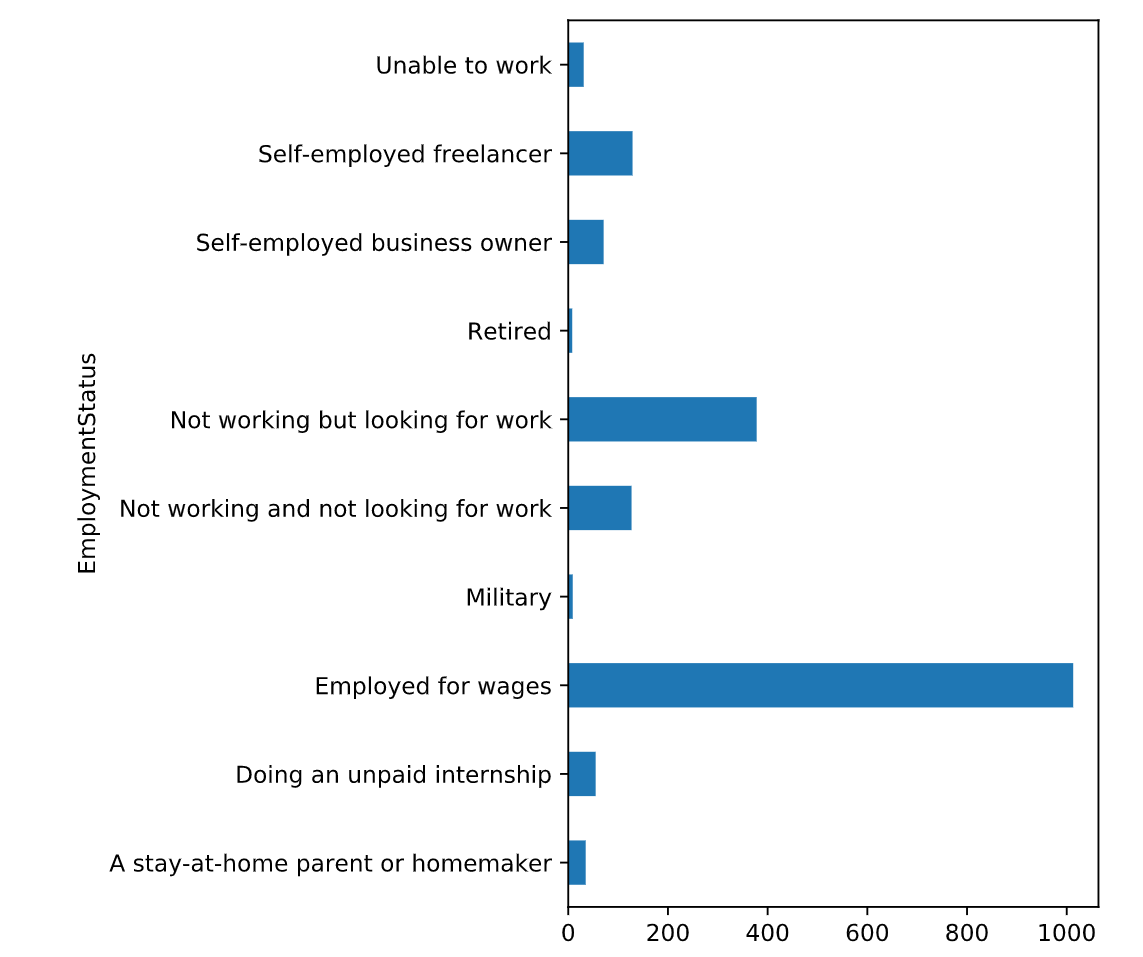 Unable to work
Self-employed freelancer
Self-employed business owner
Retired
Not working but looking for work
Not working and not looking for work
Military
Employed for wages
Doing an unpaid internship
A stay-at-home parent or homemaker
EmploymentStatus
0 200 400 600 800 1000